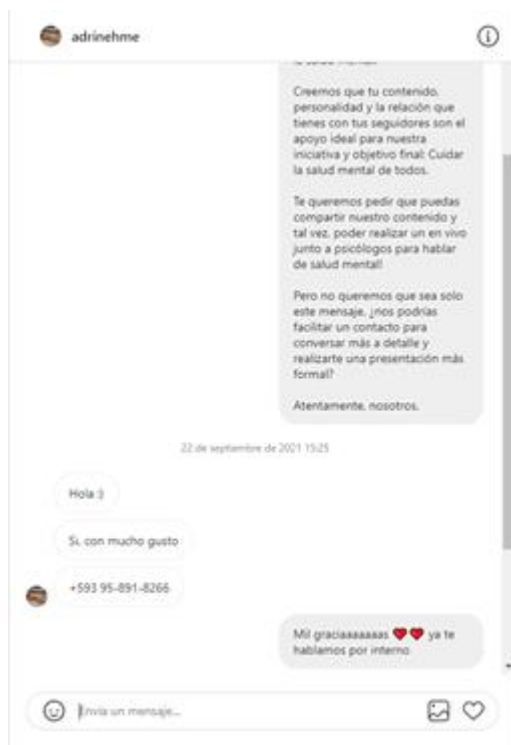 adrinehme
Creemos que tu contenido,
personalidad y la relación que
tienes con tus seguidores son el
apoyo ideal para nuestra
iniciativa y objetivo final: Cuidar
la salud mental de todos.
Te queremos pedir que puedas
compartir nuestro contenido y
tal vez, poder realizar un en vivo
junto a psicólogos para hablar
de salud mental!
Pero no queremos que sea solo
este mensaje, ¿nos podrías
facilitar un contacto para
conversar más a detalle y
realizarte una presentación más
formal?
Atentamente, nosotros.
22 de septiembre de 2021 15:25
Hola :)
Si, con mucho gusto
+593 95-891-8266
Mil graciaaaaaas ❤❤ ya te
hablamos por interno
Envía un mensaje...